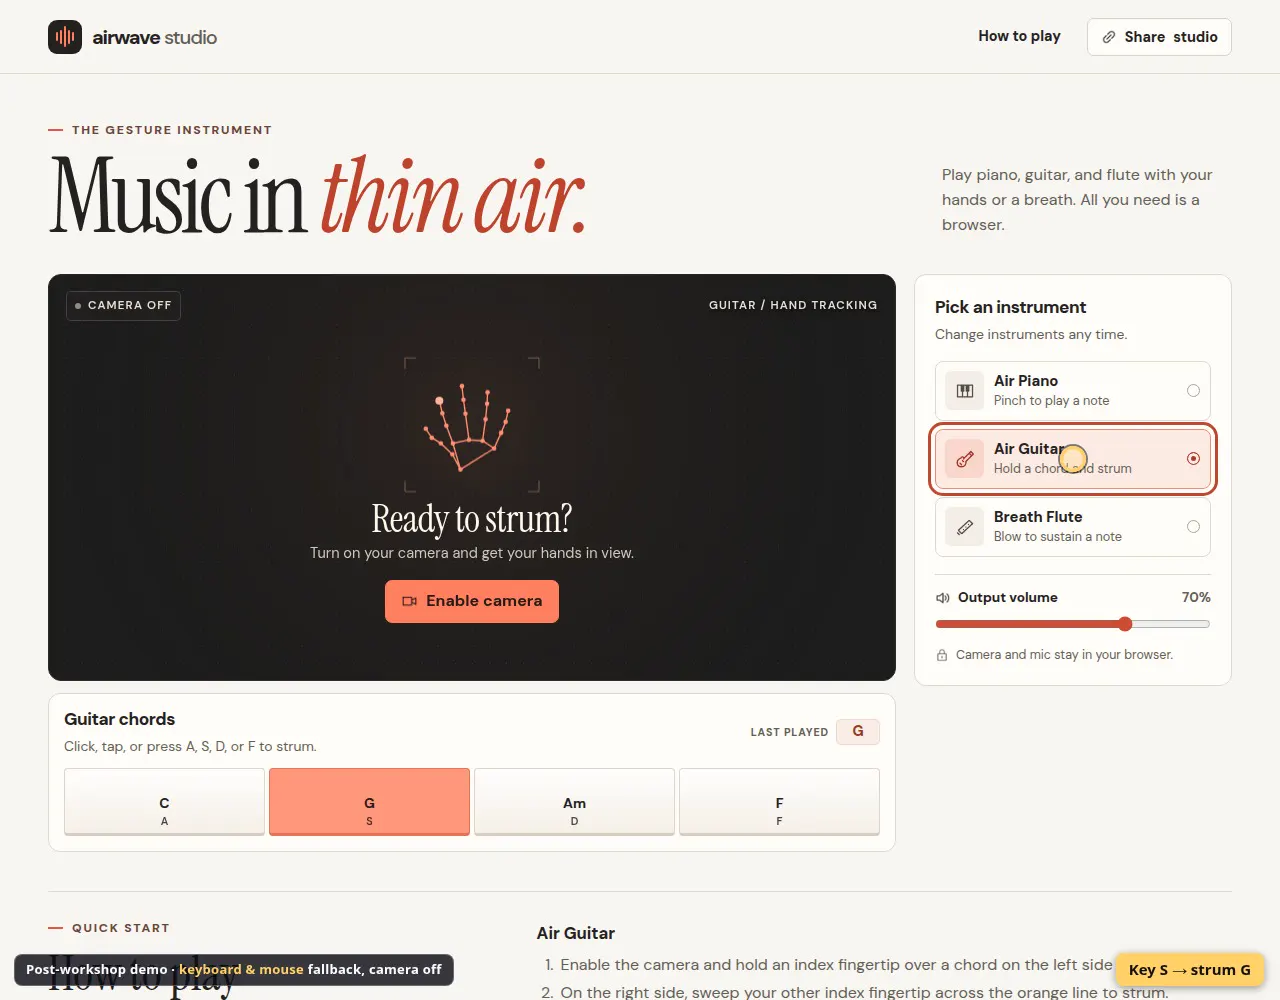 airwave studio
How to play
Share studio
THE GESTURE INSTRUMENT
Music in thin air.
Play piano, guitar, and flute with your
hands or a breath. All you need is a
browser.
CAMERA OFF
GUITAR / HAND TRACKING
Ready to strum?
Turn on your camera and get your hands in view.
Enable camera
Pick an instrument
Change instruments any time.
Air Piano
Pinch to play a note
Air Guitar
Hold a chord and strum
Breath Flute
Blow to sustain a note
Output volume
70%
Camera and mic stay in your browser.
Guitar chords
Click, tap, or press A, S, D, or F to strum.
LAST PLAYED
G
C
A
G
S
Am
D
F
F
QUICK START
How to play
Air Guitar
1. Enable the camera and hold an index fingertip over a chord on the left side
2. On the right side, sweep your other index fingertip across the orange line to strum.
Post-workshop demo · keyboard & mouse fallback, camera off
Key S → strum G